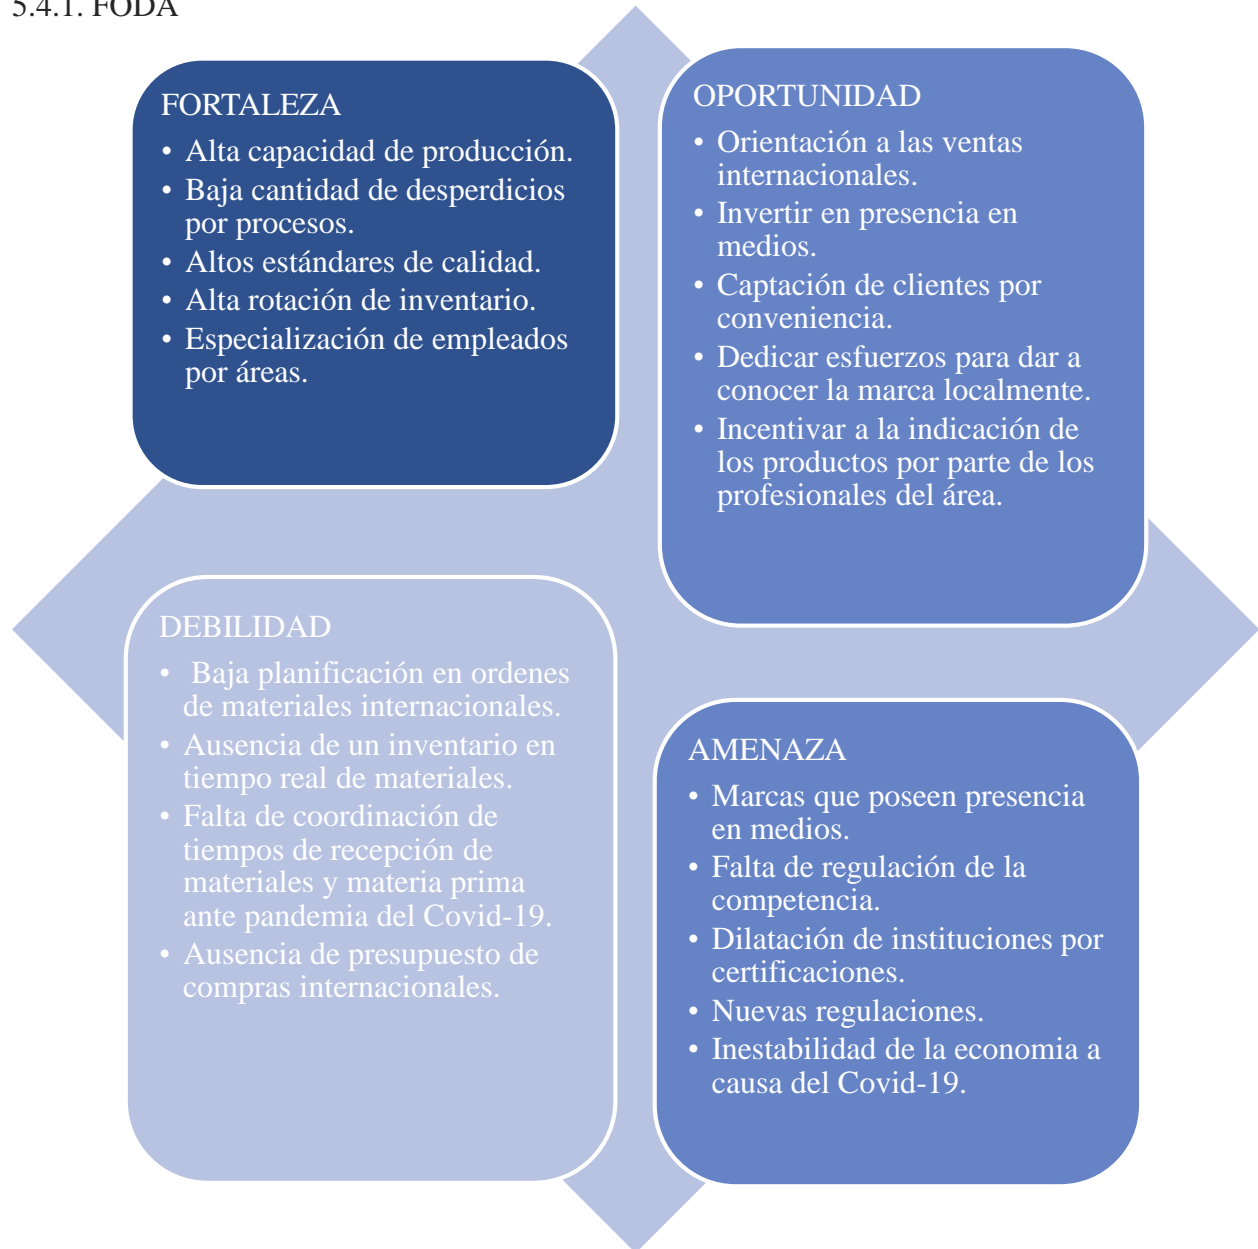 5.4.1. FODA
FORTALEZA
• Alta capacidad de producción.
• Baja cantidad de desperdicios
por procesos.
• Altos estándares de calidad.
• Alta rotación de inventario.
• Especialización de empleados
por áreas.
OPORTUNIDAD
• Orientación a las ventas
internacionales.
• Invertir en presencia en
medios.
• Captación de clientes por
conveniencia.
• Dedicar esfuerzos para dar a
conocer la marca localmente.
• Incentivar a la indicación de
los productos por parte de los
profesionales del área.
DEBILIDAD
• Baja planificación en ordenes
de materiales internacionales.
• Ausencia de un inventario en
tiempo real de materiales.
• Falta de coordinación de
tiempos de recepción de
materiales y materia prima
ante pandemia del Covid-19.
• Ausencia de presupuesto de
compras internacionales.
AMENAZA
• Marcas que poseen presencia
en medios.
• Falta de regulación de la
competencia.
• Dilatación de instituciones por
certificaciones.
• Nuevas regulaciones.
• Inestabilidad de la economia a
causa del Covid-19.